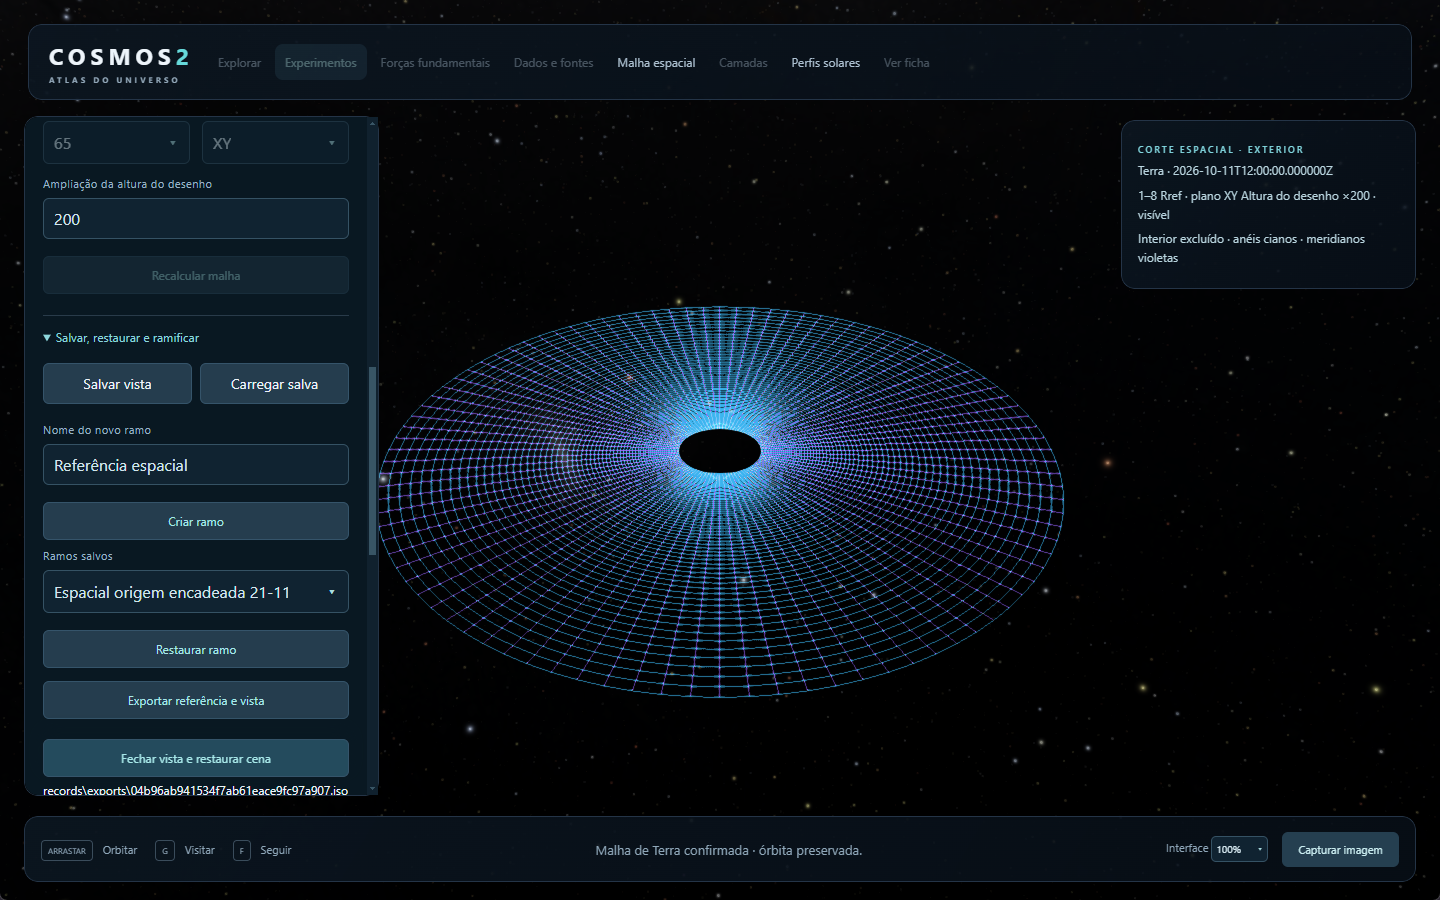 COSMOS2
ATLAS DO UNIVERSO
Explorar
Experimentos
Forças fundamentais
Dados e fontes
Malha espacial
Camadas
Perfis solares
Ver ficha
65
XY
Ampliação da altura do desenho
200
Recalcular malha
▼ Salvar, restaurar e ramificar
Salvar vista
Carregar salva
Nome do novo ramo
Referência espacial
Criar ramo
Ramos salvos
Espacial origem encadeada 21-11
Restaurar ramo
Exportar referência e vista
Fechar vista e restaurar cena
records\exports\04b96ab941534f7ab61eace9fc97a907.jso
CORTE ESPACIAL · EXTERIOR
Terra · 2026-10-11T12:00:00.000000Z
1–8 Rref · plano XY Altura do desenho ×200 ·
visível
Interior excluído · anéis cianos · meridianos
violetas
ARRASTAR
Orbitar
G
Visitar
F
Seguir
Malha de Terra confirmada · órbita preservada.
Interface
100%
Capturar imagem